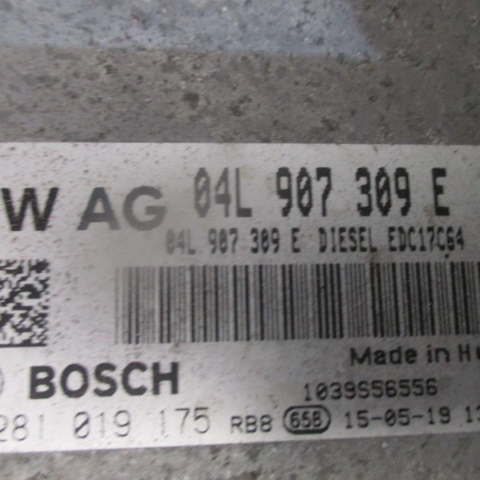 W AG 04L 907 309 E
04L 907 309 E DIESEL EDC17C64
Made in
BOSCH
1039S56556
281 019 175 RBB 658 15-05-19